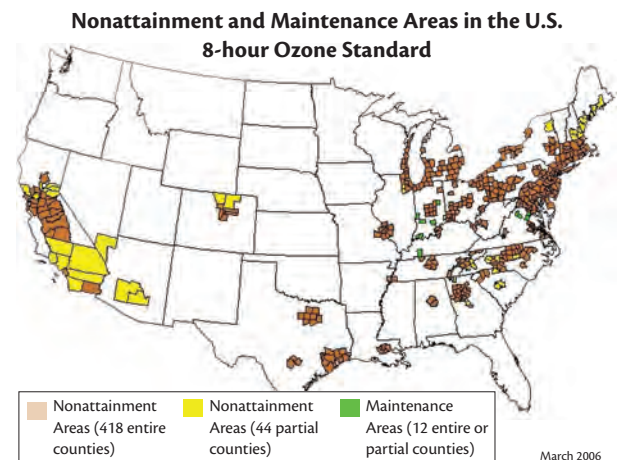 Nonattainment and Maintenance Areas in the U.S.
8-hour Ozone Standard
Nonattainment
Areas (418 entire
counties)
Nonattainment
Areas (44 partial
counties)
Maintenance
Areas (12 entire or
partial counties)
March 2006